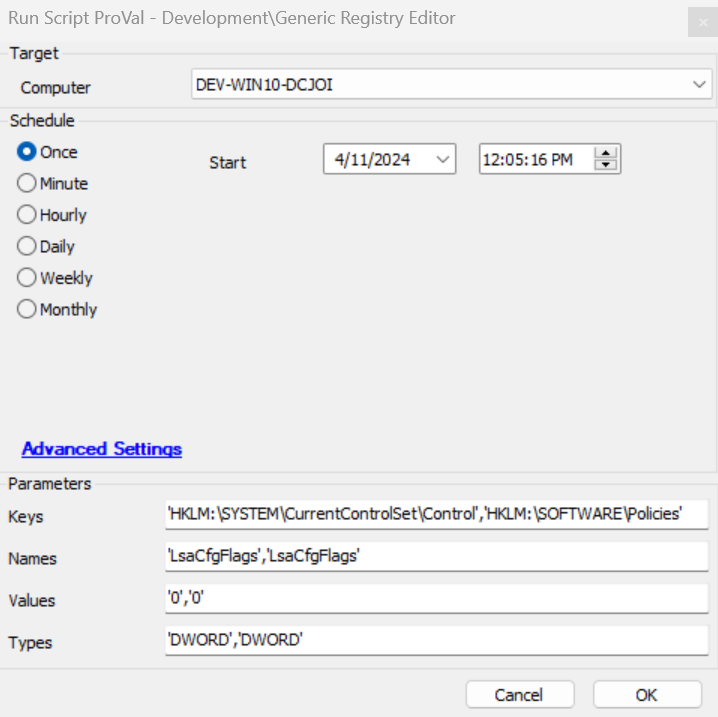 Run Script ProVal - Development\Generic Registry Editor
Target
Computer DEV-WIN10-DCJOI
Schedule
Once Start 4/11/2024 12:05:16 PM
Minute
Hourly
Daily
Weekly
Monthly
Advanced Settings
Parameters
Keys 'HKLM:\SYSTEM\CurrentControlSet\Control','HKLM:\SOFTWARE\Policies'
Names 'LsaCfgFlags','LsaCfgFlags'
Values '0','0'
Types 'DWORD','DWORD'
Cancel OK